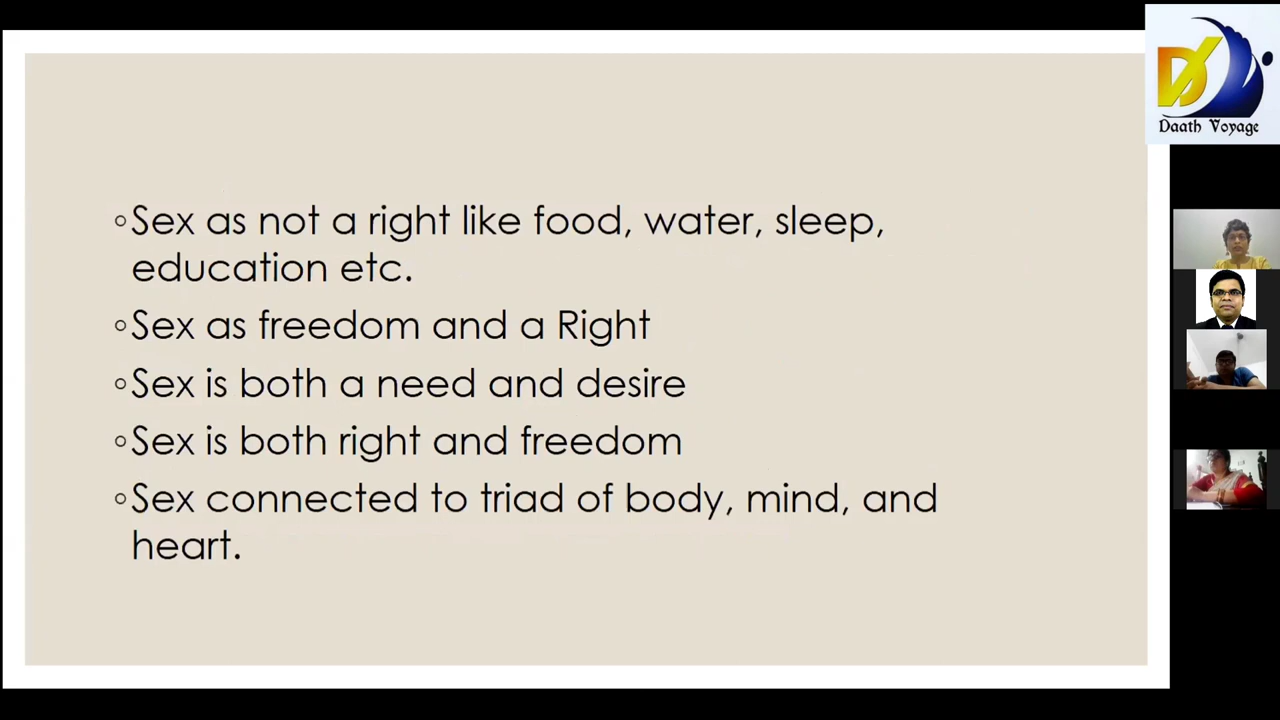 Daath Voyage
◦Sex as not a right like food, water, sleep,
education etc.
◦Sex as freedom and a Right
◦Sex is both a need and desire
◦Sex is both right and freedom
◦Sex connected to triad of body, mind, and
heart.